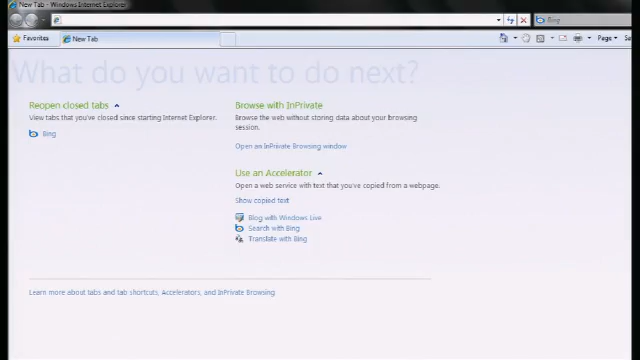 New Tab - Windows Internet Explorer
Bing
Favorites
New Tab
Page
What do you want to do next?
Reopen closed tabs
View tabs that you've closed since starting Internet Explorer.
Bing
Browse with InPrivate
Browse the web without storing data about your browsing
session.
Open an InPrivate Browsing window
Use an Accelerator
Open a web service with text that you've copied from a webpage.
Show copied text
Blog with Windows Live
Search with Bing
Translate with Bing
Learn more about tabs and tab shortcuts, Accelerators, and InPrivate Browsing